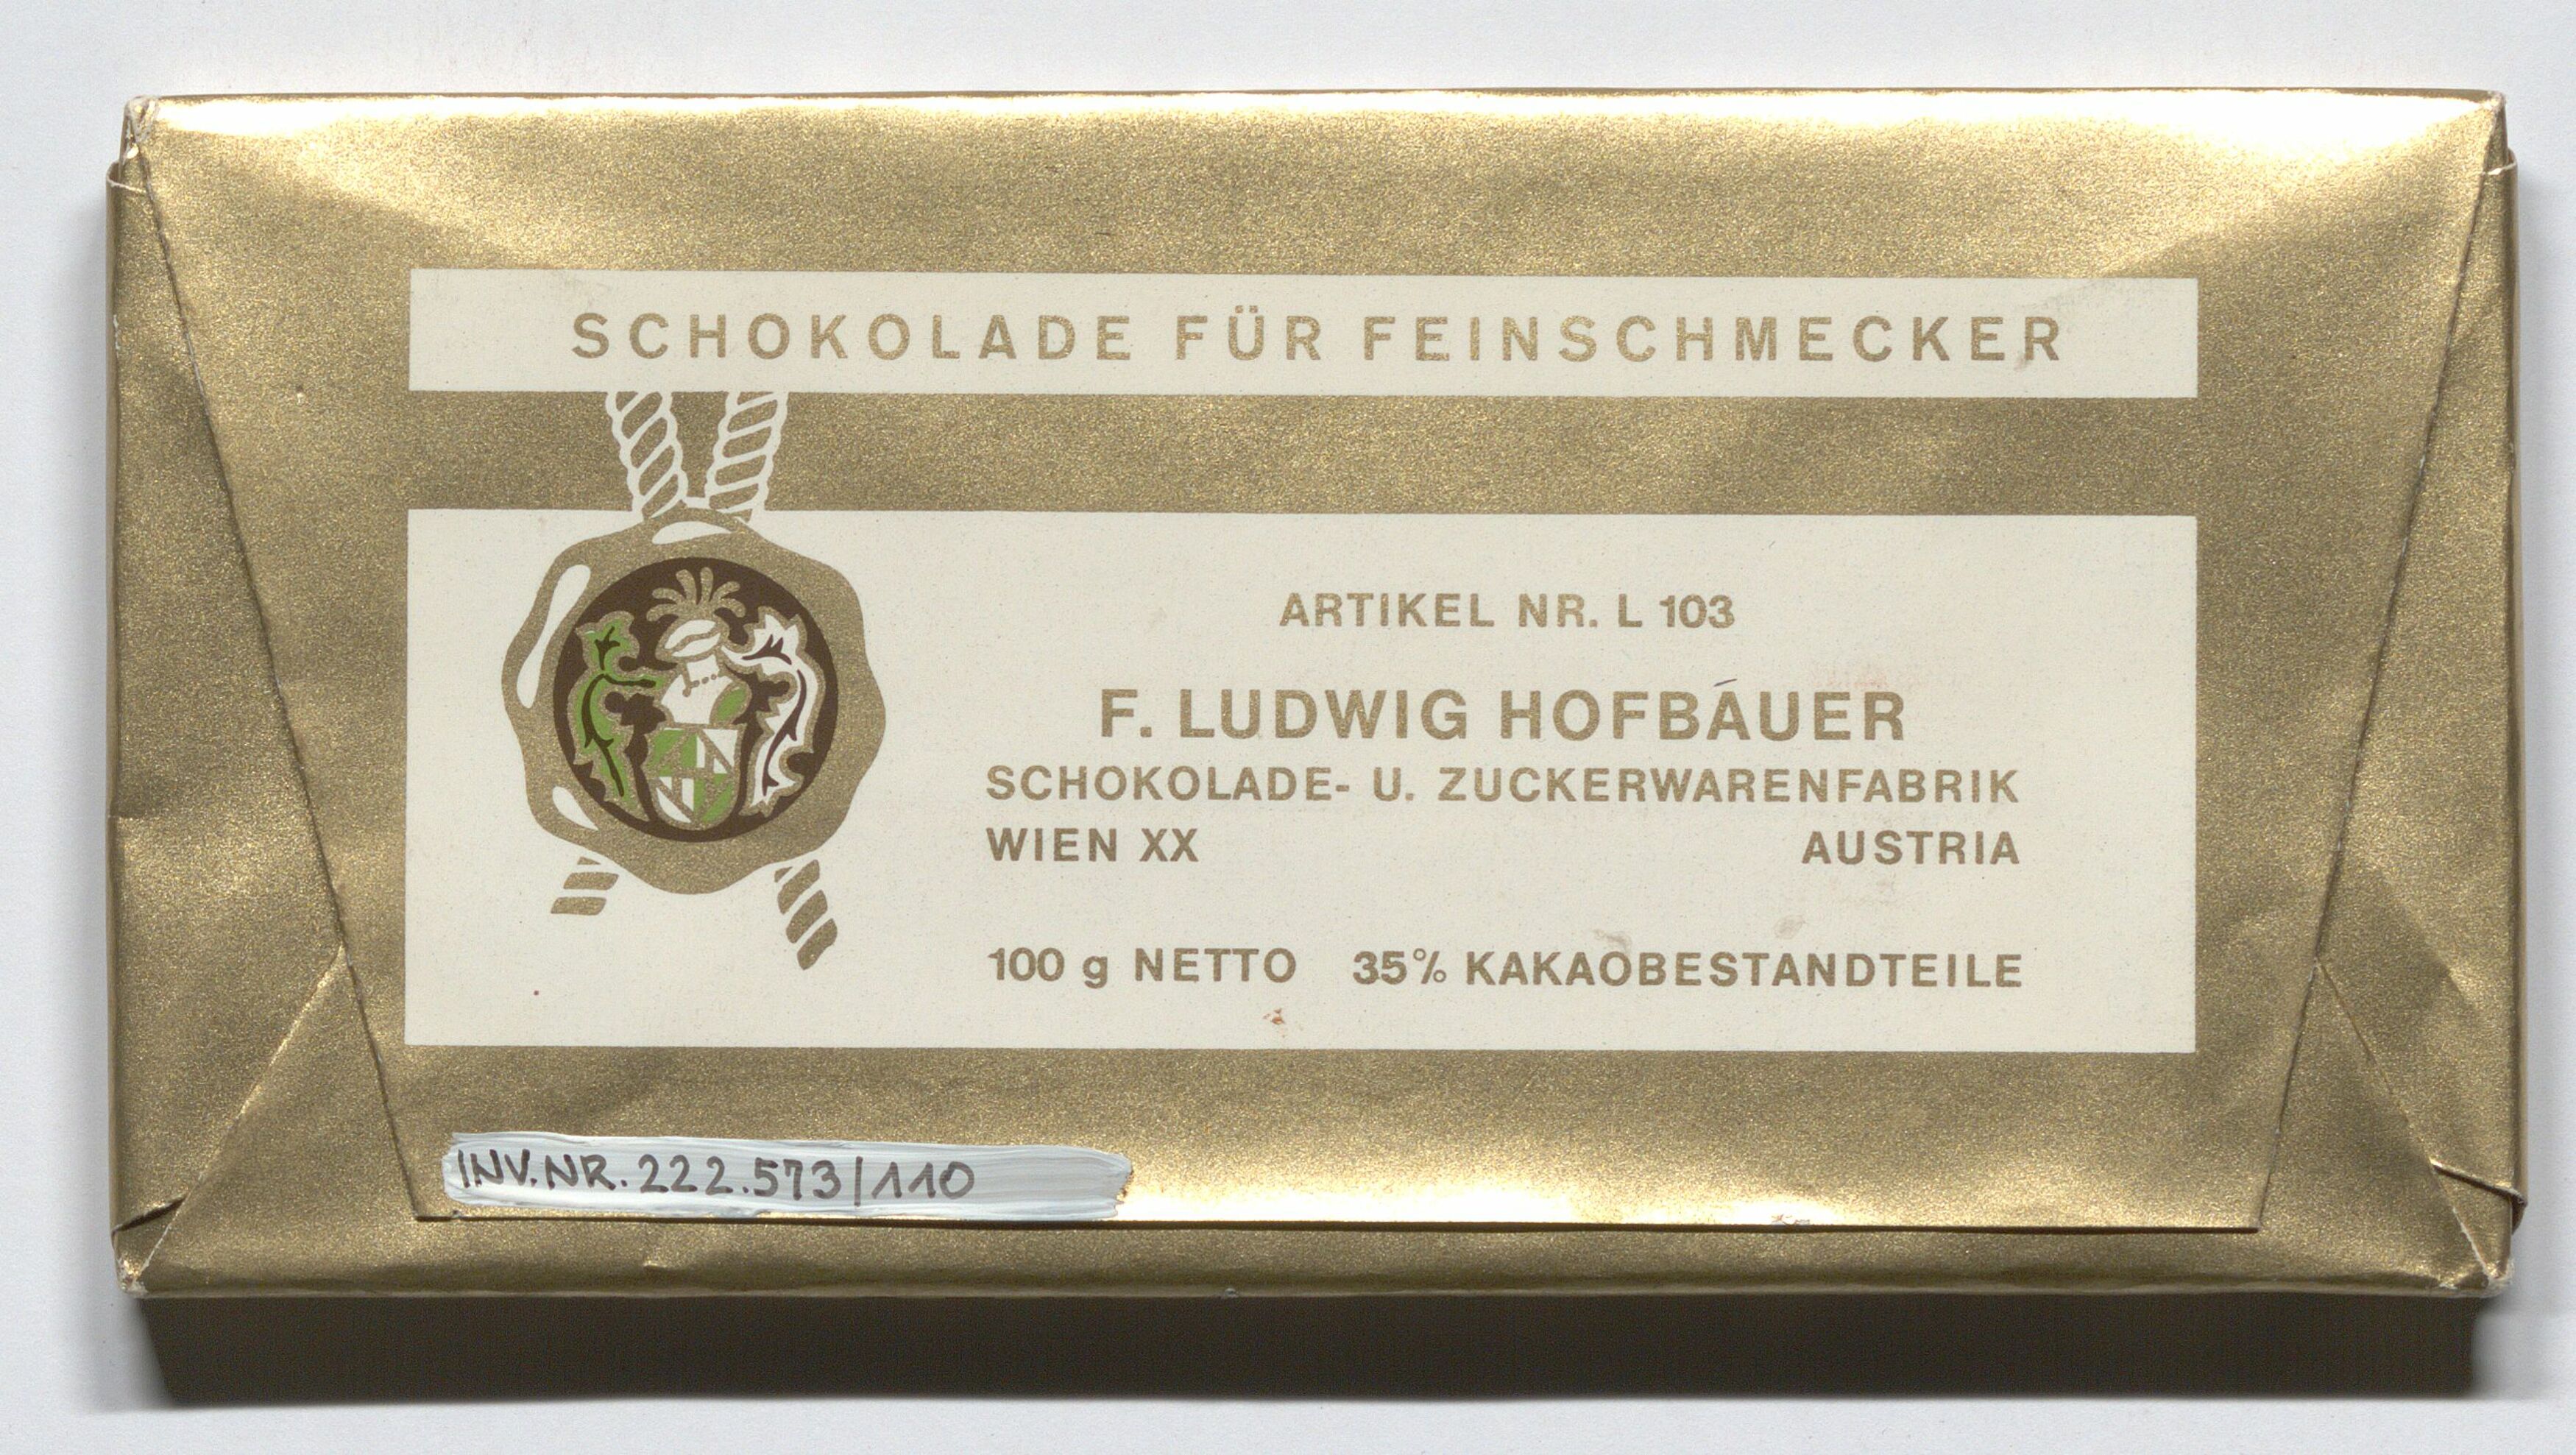 SCHOKOLADE FÜR FEINSCHMECKER
ARTIKEL NR. L 103
F. LUDWIG HOFBAUER
SCHOKOLADE- U. ZUCKERWARENFABRIK
WIEN XX AUSTRIA
100 g NETTO 35% KAKAOBESTANDTEILE
INV.NR.222.573/110